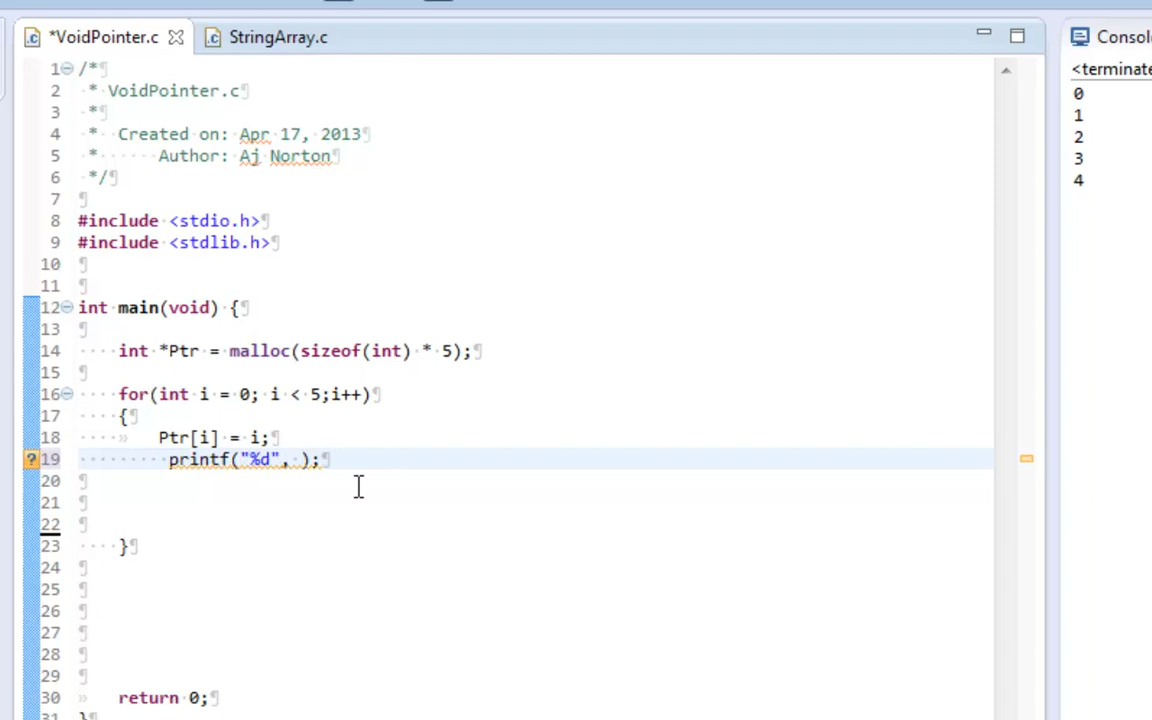 *VoidPointer.c
StringArray.c
Consol
1 /*
2 * VoidPointer.c
3 *
4 * Created on: Apr 17, 2013
5 * Author: Aj Norton
6 */
7
8 #include <stdio.h>
9 #include <stdlib.h>
10
11
12 int main(void) {
13
14 int *Ptr = malloc(sizeof(int) * 5);
15
16 for(int i = 0; i < 5;i++)
17 {
18 Ptr[i] = i;
19 printf("%d", );
20
21
22
23 }
24
25
26
27
28
29
30 return 0;
31 }
<terminate
0
1
2
3
4